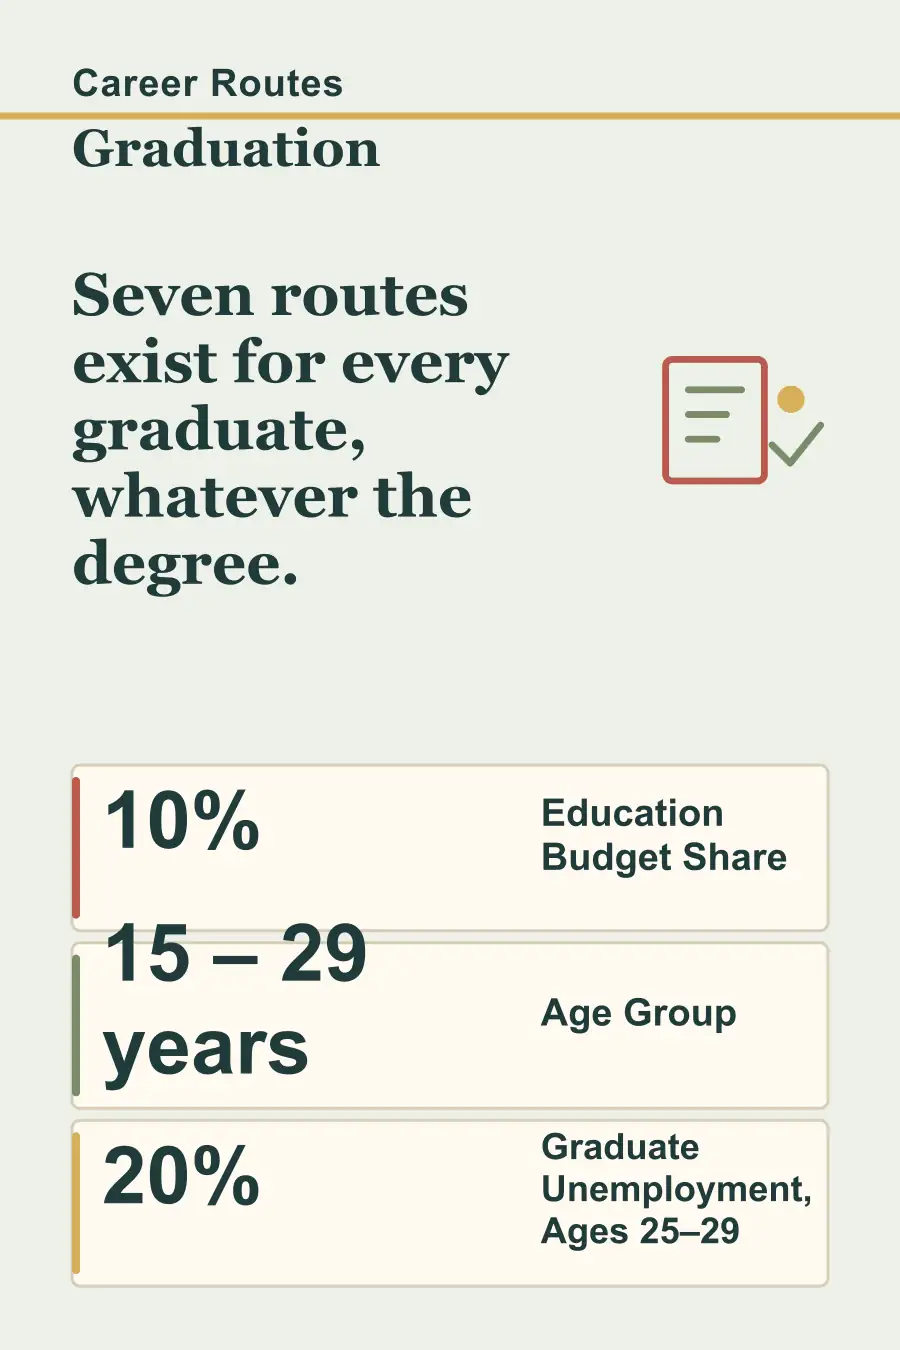 Career Routes
Graduation
Seven routes
exist for every
graduate,
whatever the
degree.
10%
Education
Budget Share
15 – 29
years
Age Group
20%
Graduate
Unemployment,
Ages 25–29